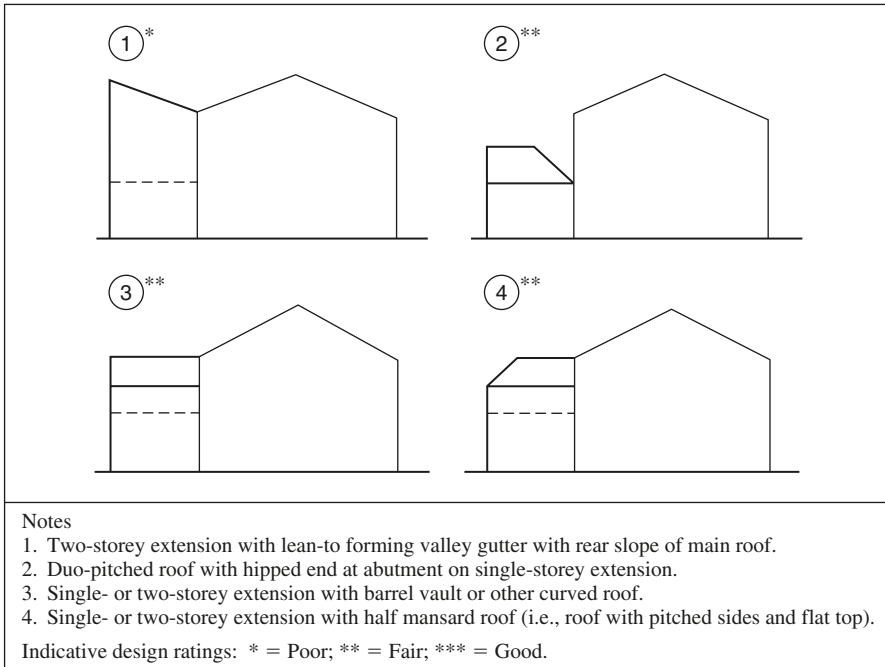 1 * 2 **
3 ** 4 **
Notes
1. Two-storey extension with lean-to forming valley gutter with rear slope of main roof.
2. Duo-pitched roof with hipped end at abutment on single-storey extension.
3. Single- or two-storey extension with barrel vault or other curved roof.
4. Single- or two-storey extension with half mansard roof (i.e., roof with pitched sides and flat top).
Indicative design ratings: * = Poor; ** = Fair; *** = Good.